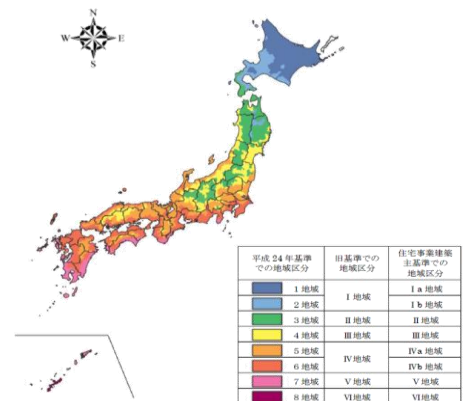 N
W E
S
平成 24 年基準
での地域区分
旧基準での
地域区分
住宅事業建築
主基準での
地域区分
1 地域
I 地域
I a 地域
2 地域
I b 地域
3 地域
II 地域
II 地域
4 地域
III 地域
III 地域
5 地域
IV 地域
IVa 地域
6 地域
IVb 地域
7 地域
V 地域
V 地域
8 地域
VI 地域
VI 地域